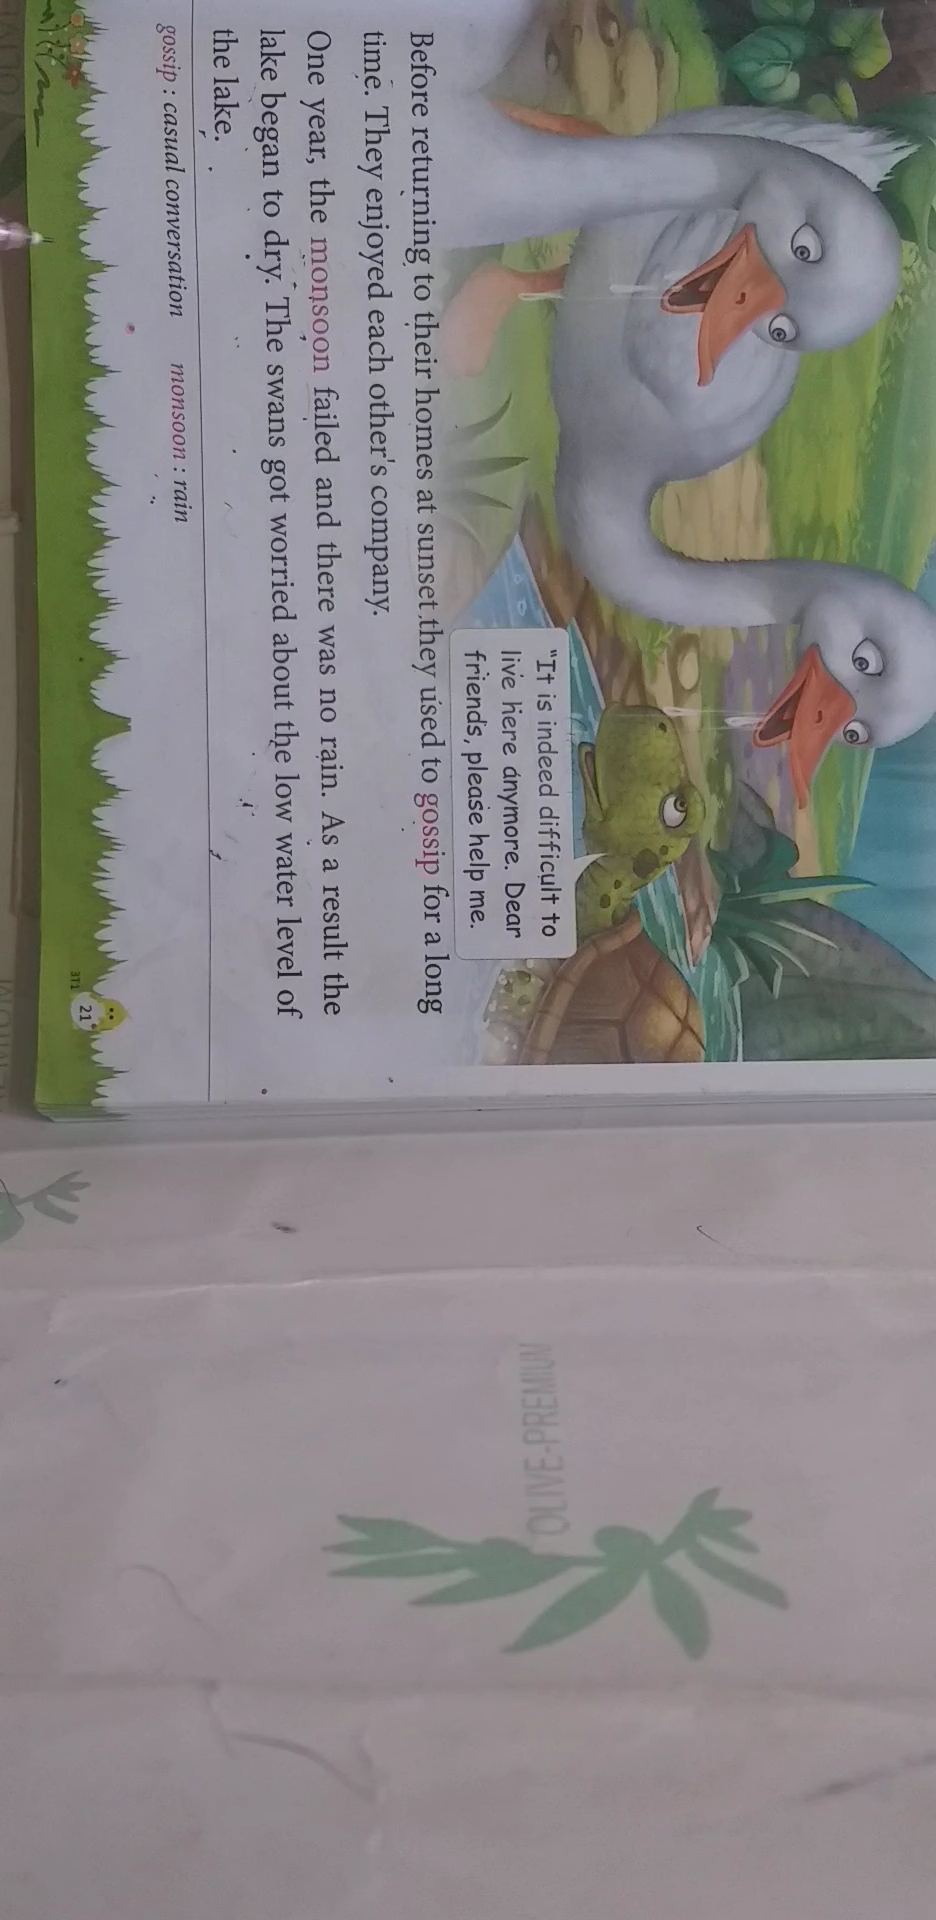 "It is indeed difficult to
live here anymore. Dear
friends, please help me.
Before returning to their homes at sunset,they used to gossip for a long
time. They enjoyed each other's company.
One year, the monsoon failed and there was no rain. As a result the
lake began to dry. The swans got worried about the low water level of
the lake.
gossip : casual conversation monsoon : rain
3T1
21
OLIVE-PREMIUM